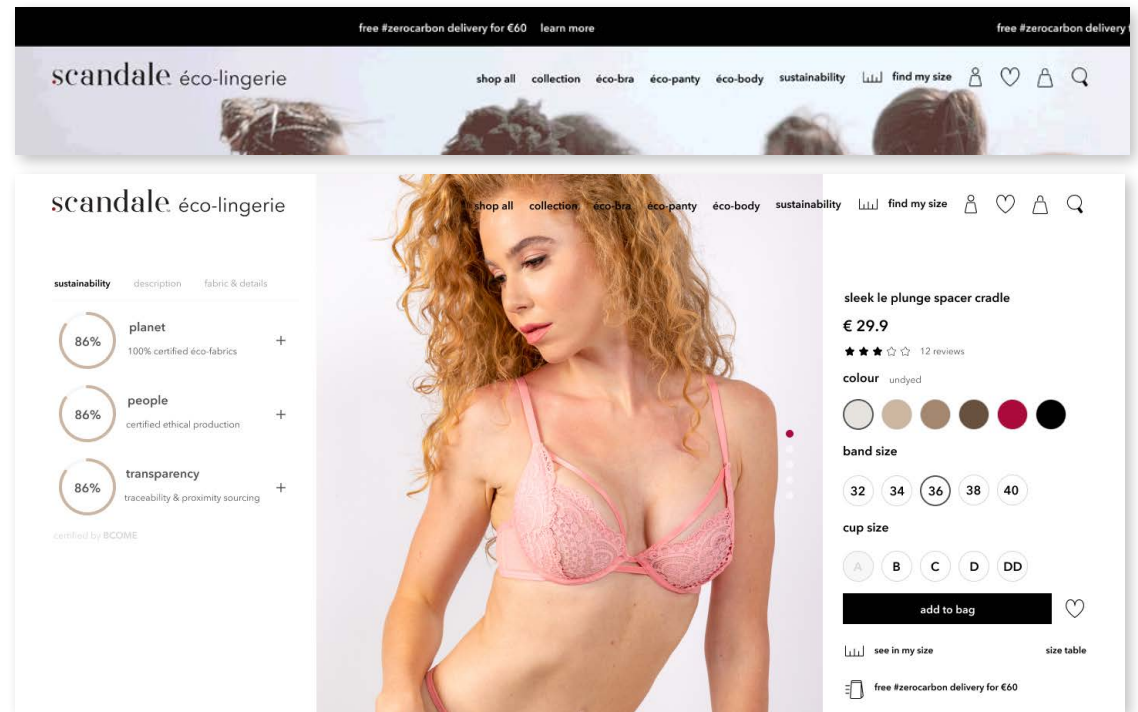 free #zerocarbon delivery for €60 learn more
free #zerocarbon delivery
scandale éco-lingerie
shop all collection éco-bra éco-panty éco-body sustainability find my size
scandale éco-lingerie
shop all collection éco-bra éco-panty éco-body sustainability find my size
sustainability description fabric & details
86% planet
100% certified éco-fabrics
+
86% people
certified ethical production
+
86% transparency
traceability & proximity sourcing
+
certified by BCOME
sleek le plunge spacer cradle
€ 29.9
12 reviews
colour undyed
band size
32 34 36 38 40
cup size
A B C D DD
add to bag
see in my size size table
free #zerocarbon delivery for €60